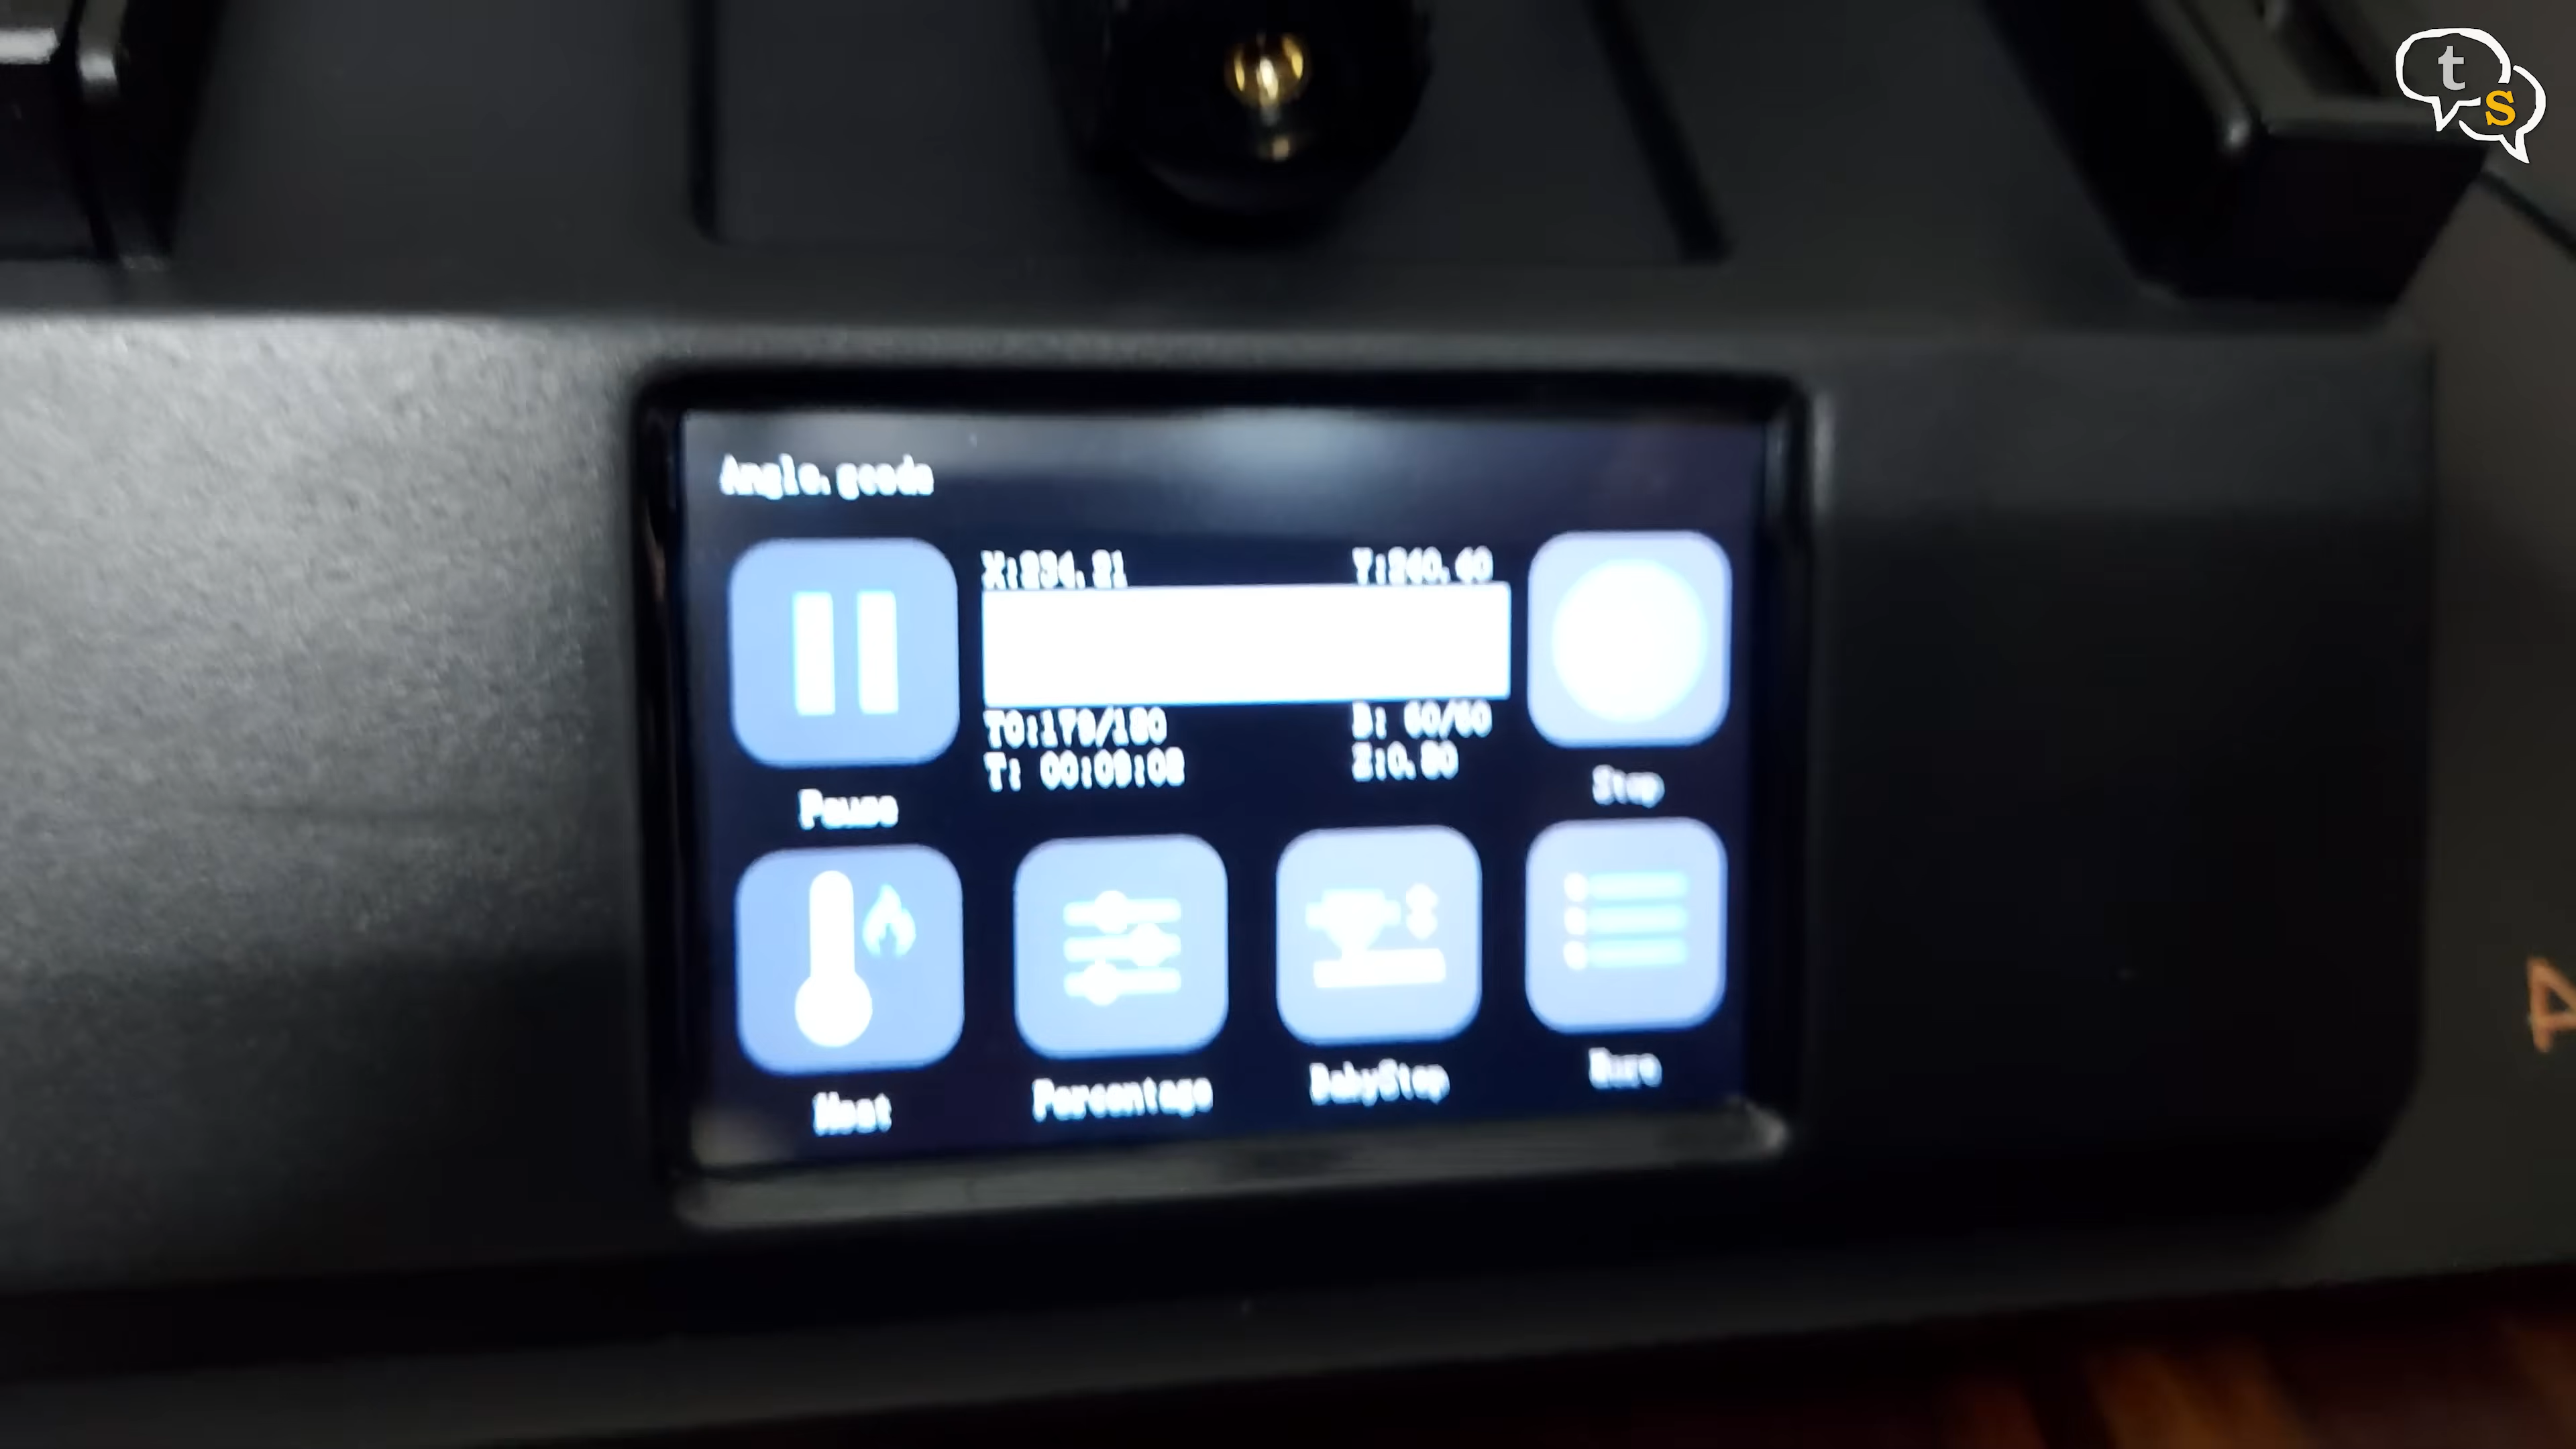 t s
Angle.gcode
X:234.21 Y:240.40
T0:179/180 B: 60/60
T: 00:09:08 Z:0.80
Pause
Stop
Heat
Percentage
BabyStep
More
A